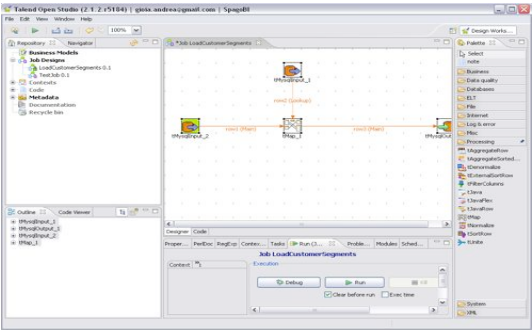 Talend Open Studio (2.1.2.r5184) | gioia.andrea@gmail.com | SpagoBI
File Edit View Window Help
100%
Design Works...
Repository
Navigator
Business Models
Job Designs
LoadCustomerSegments 0.1
TestJob 0.1
Contexts
Code
Metadata
Documentation
Recycle bin
*Job LoadCustomerSegments
tMysqlInput_1
row2 (Lookup)
tMysqlInput_2
row1 (Main)
tMap_1
row3 (Main)
tMysqlOut
Designer Code
Palette
Select
note
Business
Data quality
Databases
ELT
File
Internet
Log & error
Misc
Processing
tAggregateRow
tAggregateSorted...
tDenormalize
tExternalSortRow
tFilterColumns
tJava
tJavaFlex
tJavaRow
tMap
tNormalize
tSortRow
tUnite
System
XML
Outline
Code Viewer
tMysqlInput_1
tMysqlOutput_1
tMysqlInput_2
tMap_1
Proper... PerlDoc RegExp Contex... Tasks Run (J... Proble... Modules Sched...
Job LoadCustomerSegments
Context
Execution
Debug
Run
Kill
Clear before run
Exec time